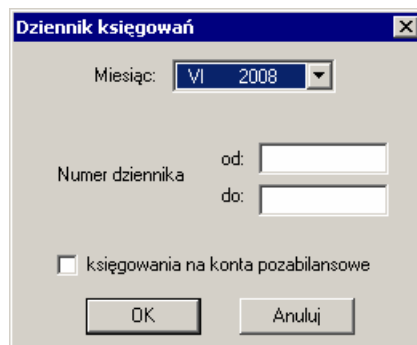 Dziennik księgowań
Miesiąc: VI 2008
od:
Numer dziennika
do:
księgowania na konta pozabilansowe
OK Anuluj